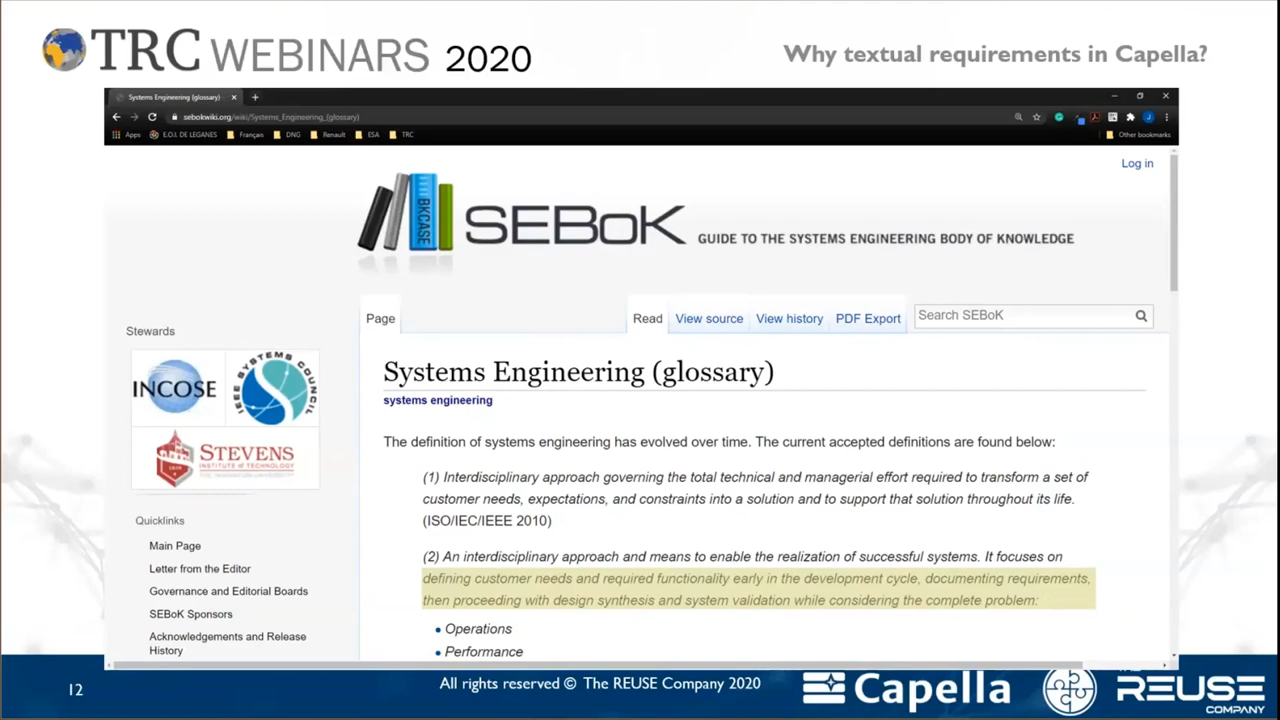 TRC WEBINARS 2020
Why textual requirements in Capella?
Systems Engineering (glossary)
sebokwiki.org/wiki/Systems_Engineering_(glossary)
Apps
E.O.I. DE LEGANES
Français
DNG
Renault
ESA
TRC
Other bookmarks
Log in
BKCASE
SEBoK
GUIDE TO THE SYSTEMS ENGINEERING BODY OF KNOWLEDGE
Page
Read
View source
View history
PDF Export
Search SEBoK
Stewards
INCOSE
IEEE SYSTEMS COUNCIL
STEVENS
INSTITUTE of TECHNOLOGY
1870
Quicklinks
Main Page
Letter from the Editor
Governance and Editorial Boards
SEBoK Sponsors
Acknowledgements and Release
History
Systems Engineering (glossary)
systems engineering
The definition of systems engineering has evolved over time. The current accepted definitions are found below:
(1) Interdisciplinary approach governing the total technical and managerial effort required to transform a set of
customer needs, expectations, and constraints into a solution and to support that solution throughout its life.
(ISO/IEC/IEEE 2010)
(2) An interdisciplinary approach and means to enable the realization of successful systems. It focuses on
defining customer needs and required functionality early in the development cycle, documenting requirements,
then proceeding with design synthesis and system validation while considering the complete problem:
• Operations
• Performance
12
All rights reserved © The REUSE Company 2020
Capella
THE
REUSE
COMPANY